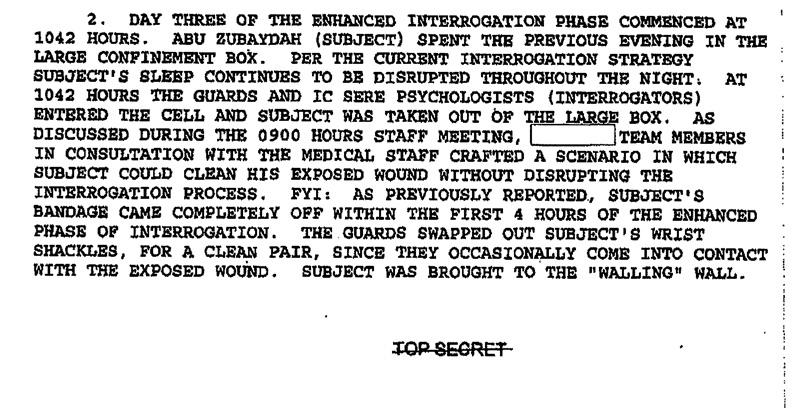 2. DAY THREE OF THE ENHANCED INTERROGATION PHASE COMMENCED AT
1042 HOURS. ABU ZUBAYDAH (SUBJECT) SPENT THE PREVIOUS EVENING IN THE
LARGE CONFINEMENT BOX. PER THE CURRENT INTERROGATION STRATEGY
SUBJECT'S SLEEP CONTINUES TO BE DISRUPTED THROUGHOUT THE NIGHT. AT
1042 HOURS THE GUARDS AND IC SERE PSYCHOLOGISTS (INTERROGATORS)
ENTERED THE CELL AND SUBJECT WAS TAKEN OUT OF THE LARGE BOX. AS
DISCUSSED DURING THE 0900 HOURS STAFF MEETING, TEAM MEMBERS
IN CONSULTATION WITH THE MEDICAL STAFF CRAFTED A SCENARIO IN WHICH
SUBJECT COULD CLEAN HIS EXPOSED WOUND WITHOUT DISRUPTING THE
INTERROGATION PROCESS. FYI: AS PREVIOUSLY REPORTED, SUBJECT'S
BANDAGE CAME COMPLETELY OFF WITHIN THE FIRST 4 HOURS OF THE ENHANCED
PHASE OF INTERROGATION. THE GUARDS SWAPPED OUT SUBJECT'S WRIST
SHACKLES, FOR A CLEAN PAIR, SINCE THEY OCCASIONALLY COME INTO CONTACT
WITH THE EXPOSED WOUND. SUBJECT WAS BROUGHT TO THE "WALLING" WALL.
TOP SECRET